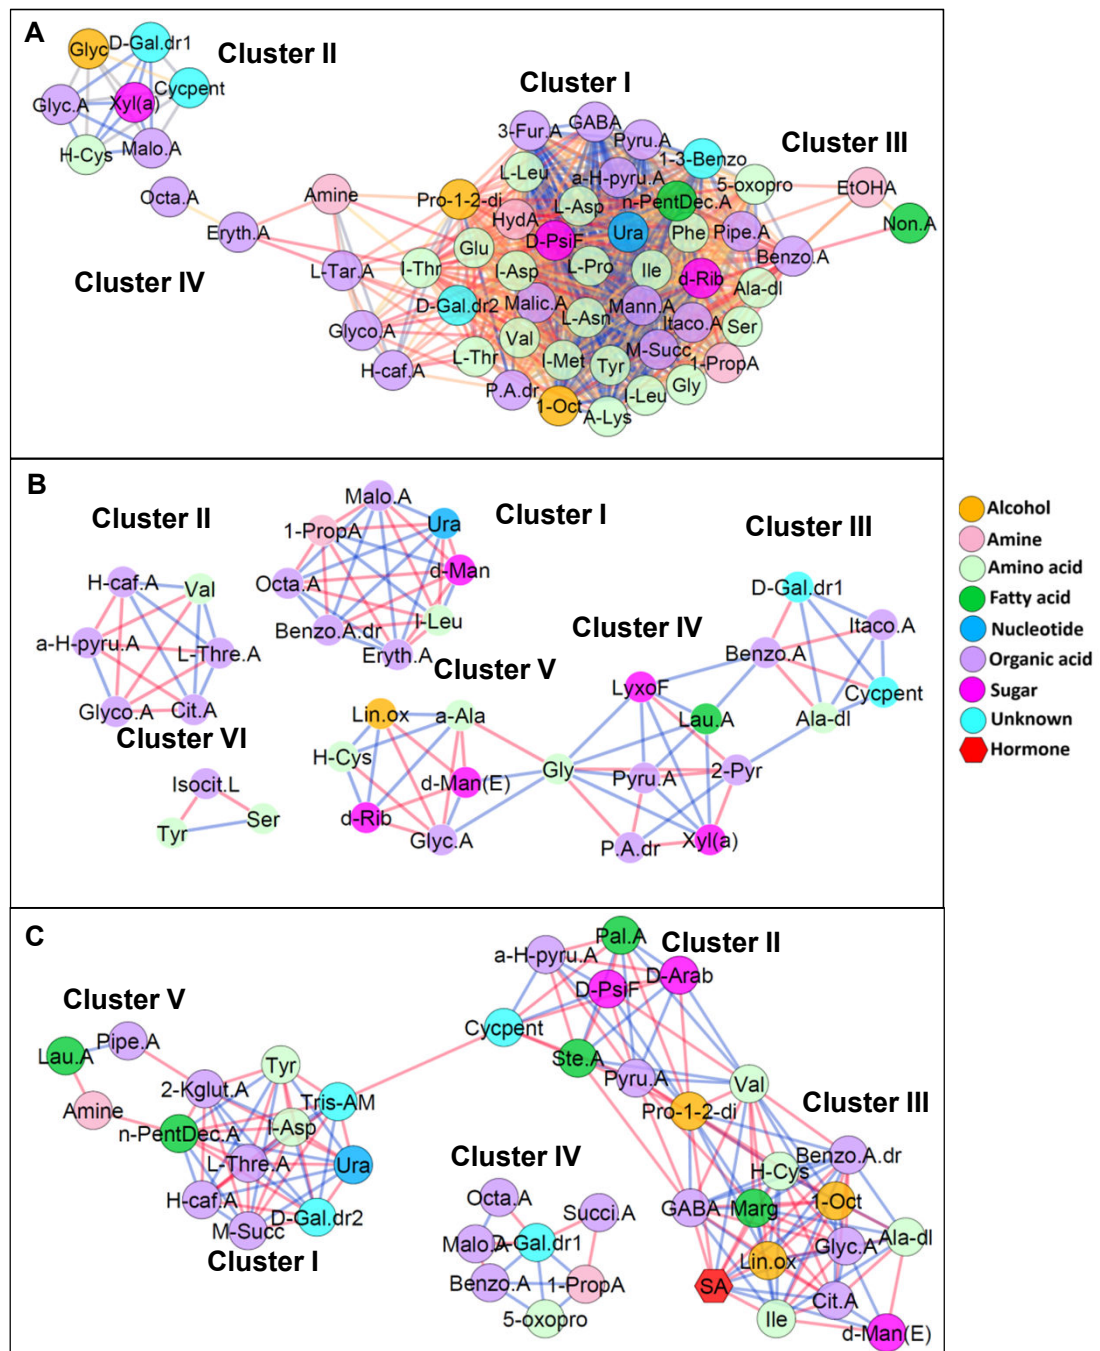 A
Glyc
D-Gal.dr1
Cluster II
Cycpent
Glyc.A
Xyl(a)
H-Cys
Malo.A
Octa.A
Eryth.A
Cluster IV
Amine
L-Tar.A
Glyco.A
H-caf.A
Cluster I
3-Fur.A
GABA
Pyru.A
1-3-Benzo
L-Leu
a-H-pyru.A
5-oxopro
Pro-1-2-di
L-Asp
n-PentDec.A
HydA
D-PsiF
Ura
Phe
Pipe.A
Glu
Benzo.A
I-Thr
I-Asp
L-Pro
Ile
d-Rib
Ala-dl
D-Gal.dr2
Malic.A
L-Asn
Mann.A
Itaco.A
Ser
Val
L-Thr
I-Met
Tyr
M-Succ
1-PropA
P.A.dr
1-Oct
A-Lys
I-Leu
Gly
Cluster III
EtOHA
Non.A
B
Cluster II
H-caf.A
Val
a-H-pyru.A
L-Thre.A
Glyco.A
Cit.A
Cluster VI
Isocit.L
Tyr
Ser
Malo.A
Cluster I
1-PropA
Ura
Octa.A
d-Man
Benzo.A.dr
I-Leu
Eryth.A
Cluster V
Lin.ox
a-Ala
H-Cys
d-Man(E)
d-Rib
Glyc.A
Cluster IV
LyxoF
Lau.A
Gly
Pyru.A
2-Pyr
P.A.dr
Xyl(a)
Cluster III
D-Gal.dr1
Itaco.A
Benzo.A
Cycpent
Ala-dl
Alcohol
Amine
Amino acid
Fatty acid
Nucleotide
Organic acid
Sugar
Unknown
Hormone
C
Cluster V
Lau.A
Pipe.A
Amine
2-Kglut.A
Tyr
Tris-AM
n-PentDec.A
I-Asp
L-Thre.A
Ura
H-caf.A
M-Succ
D-Gal.dr2
Cluster I
Pal.A
Cluster II
a-H-pyru.A
D-Arab
D-PsiF
Cycpent
Ste.A
Pyru.A
Val
Pro-1-2-di
Cluster III
Benzo.A.dr
H-Cys
GABA
Marg
1-Oct
Glyc.A
Ala-dl
Lin.ox
SA
Cit.A
Ile
d-Man(E)
Cluster IV
Octa.A
Succi.A
Malo.A
D-Gal.dr1
Benzo.A
1-PropA
5-oxopro